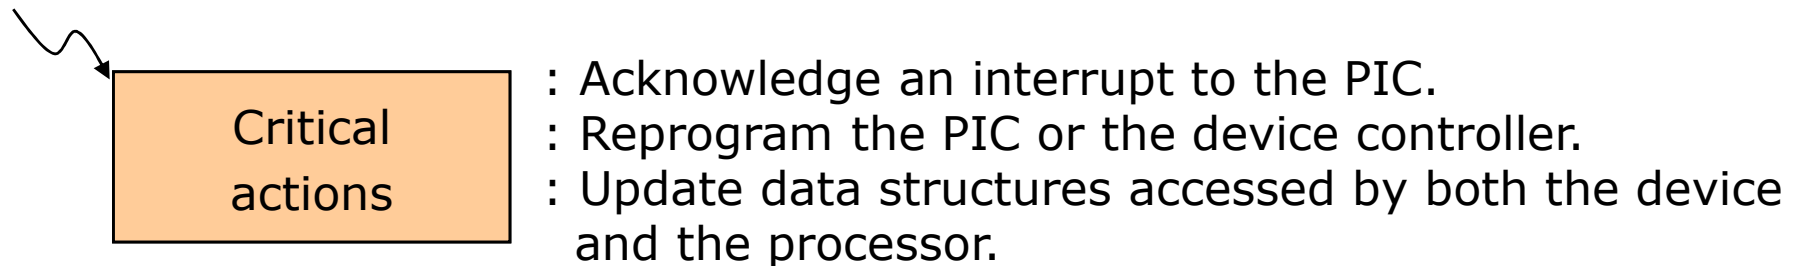 Critical
actions
: Acknowledge an interrupt to the PIC.
: Reprogram the PIC or the device controller.
: Update data structures accessed by both the device
and the processor.